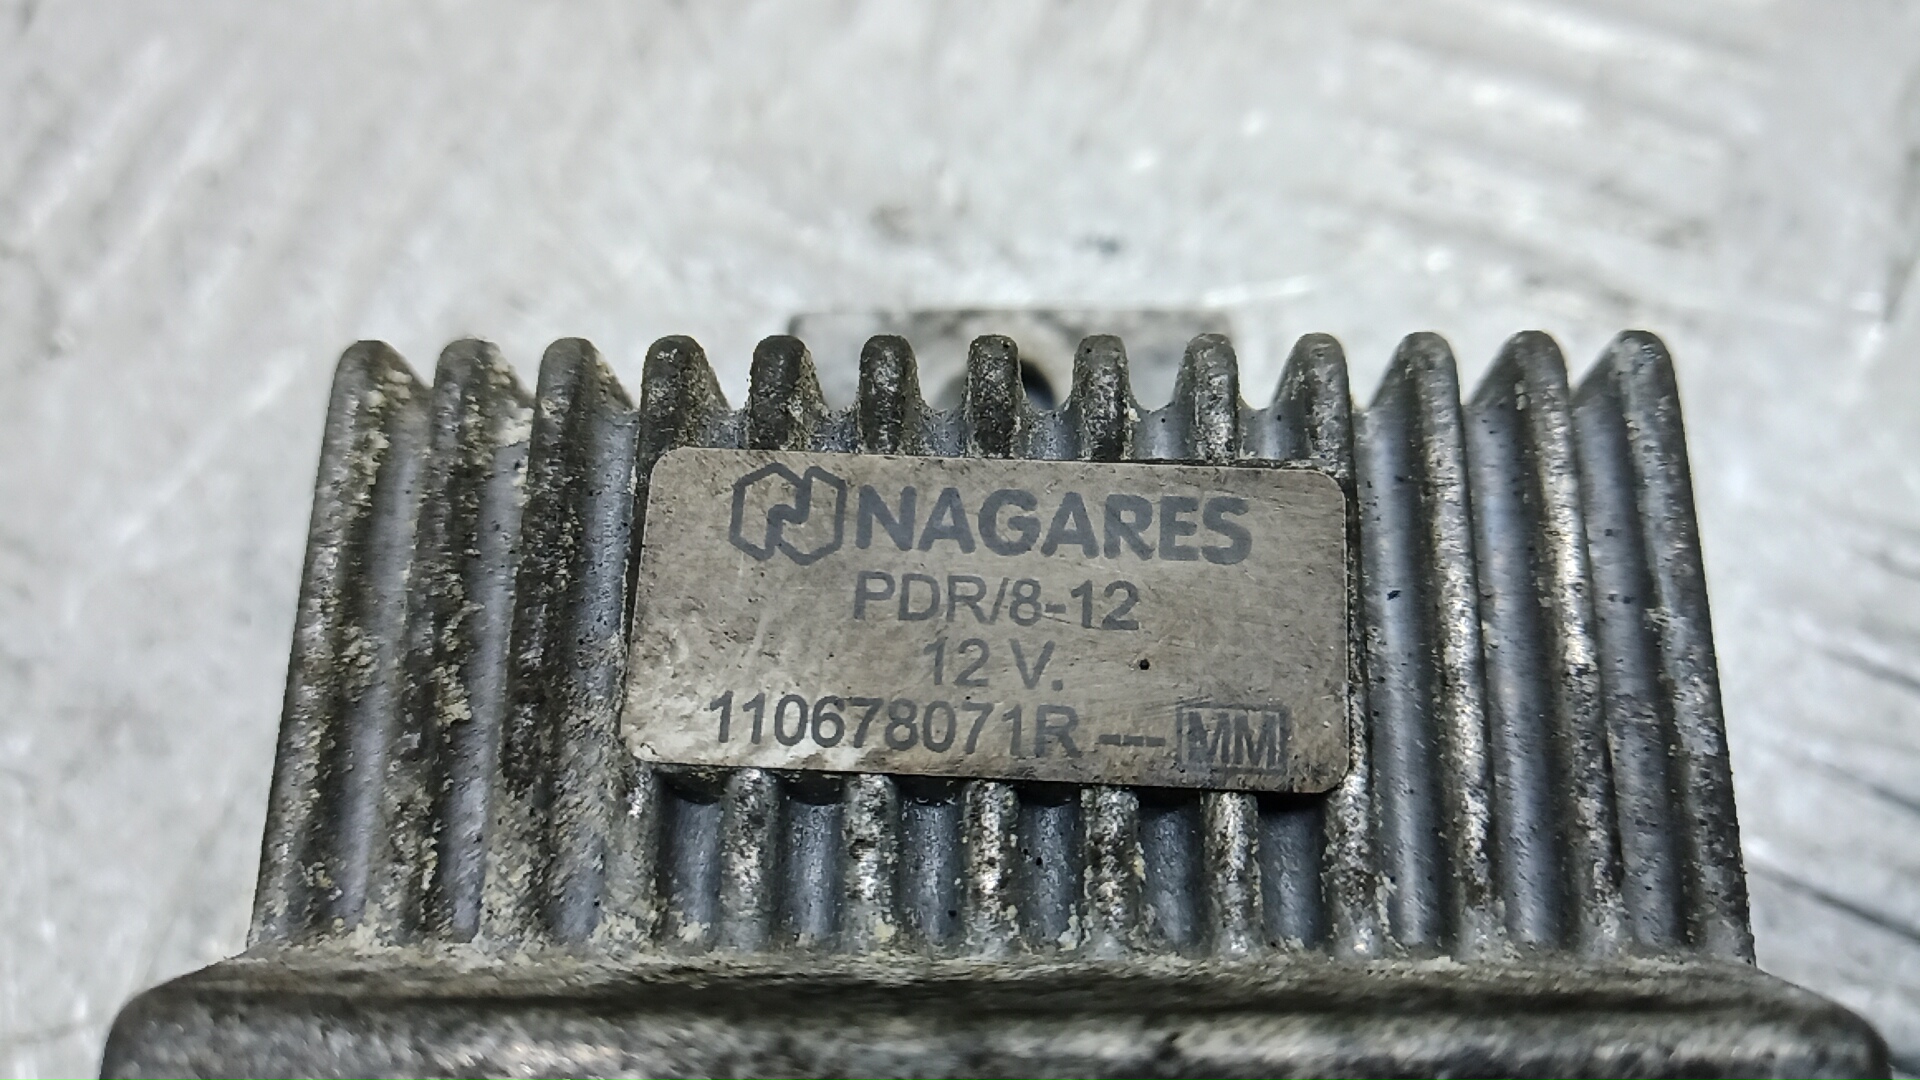 NAGARES
PDR/8-12
12 V.
110678071R --- MM